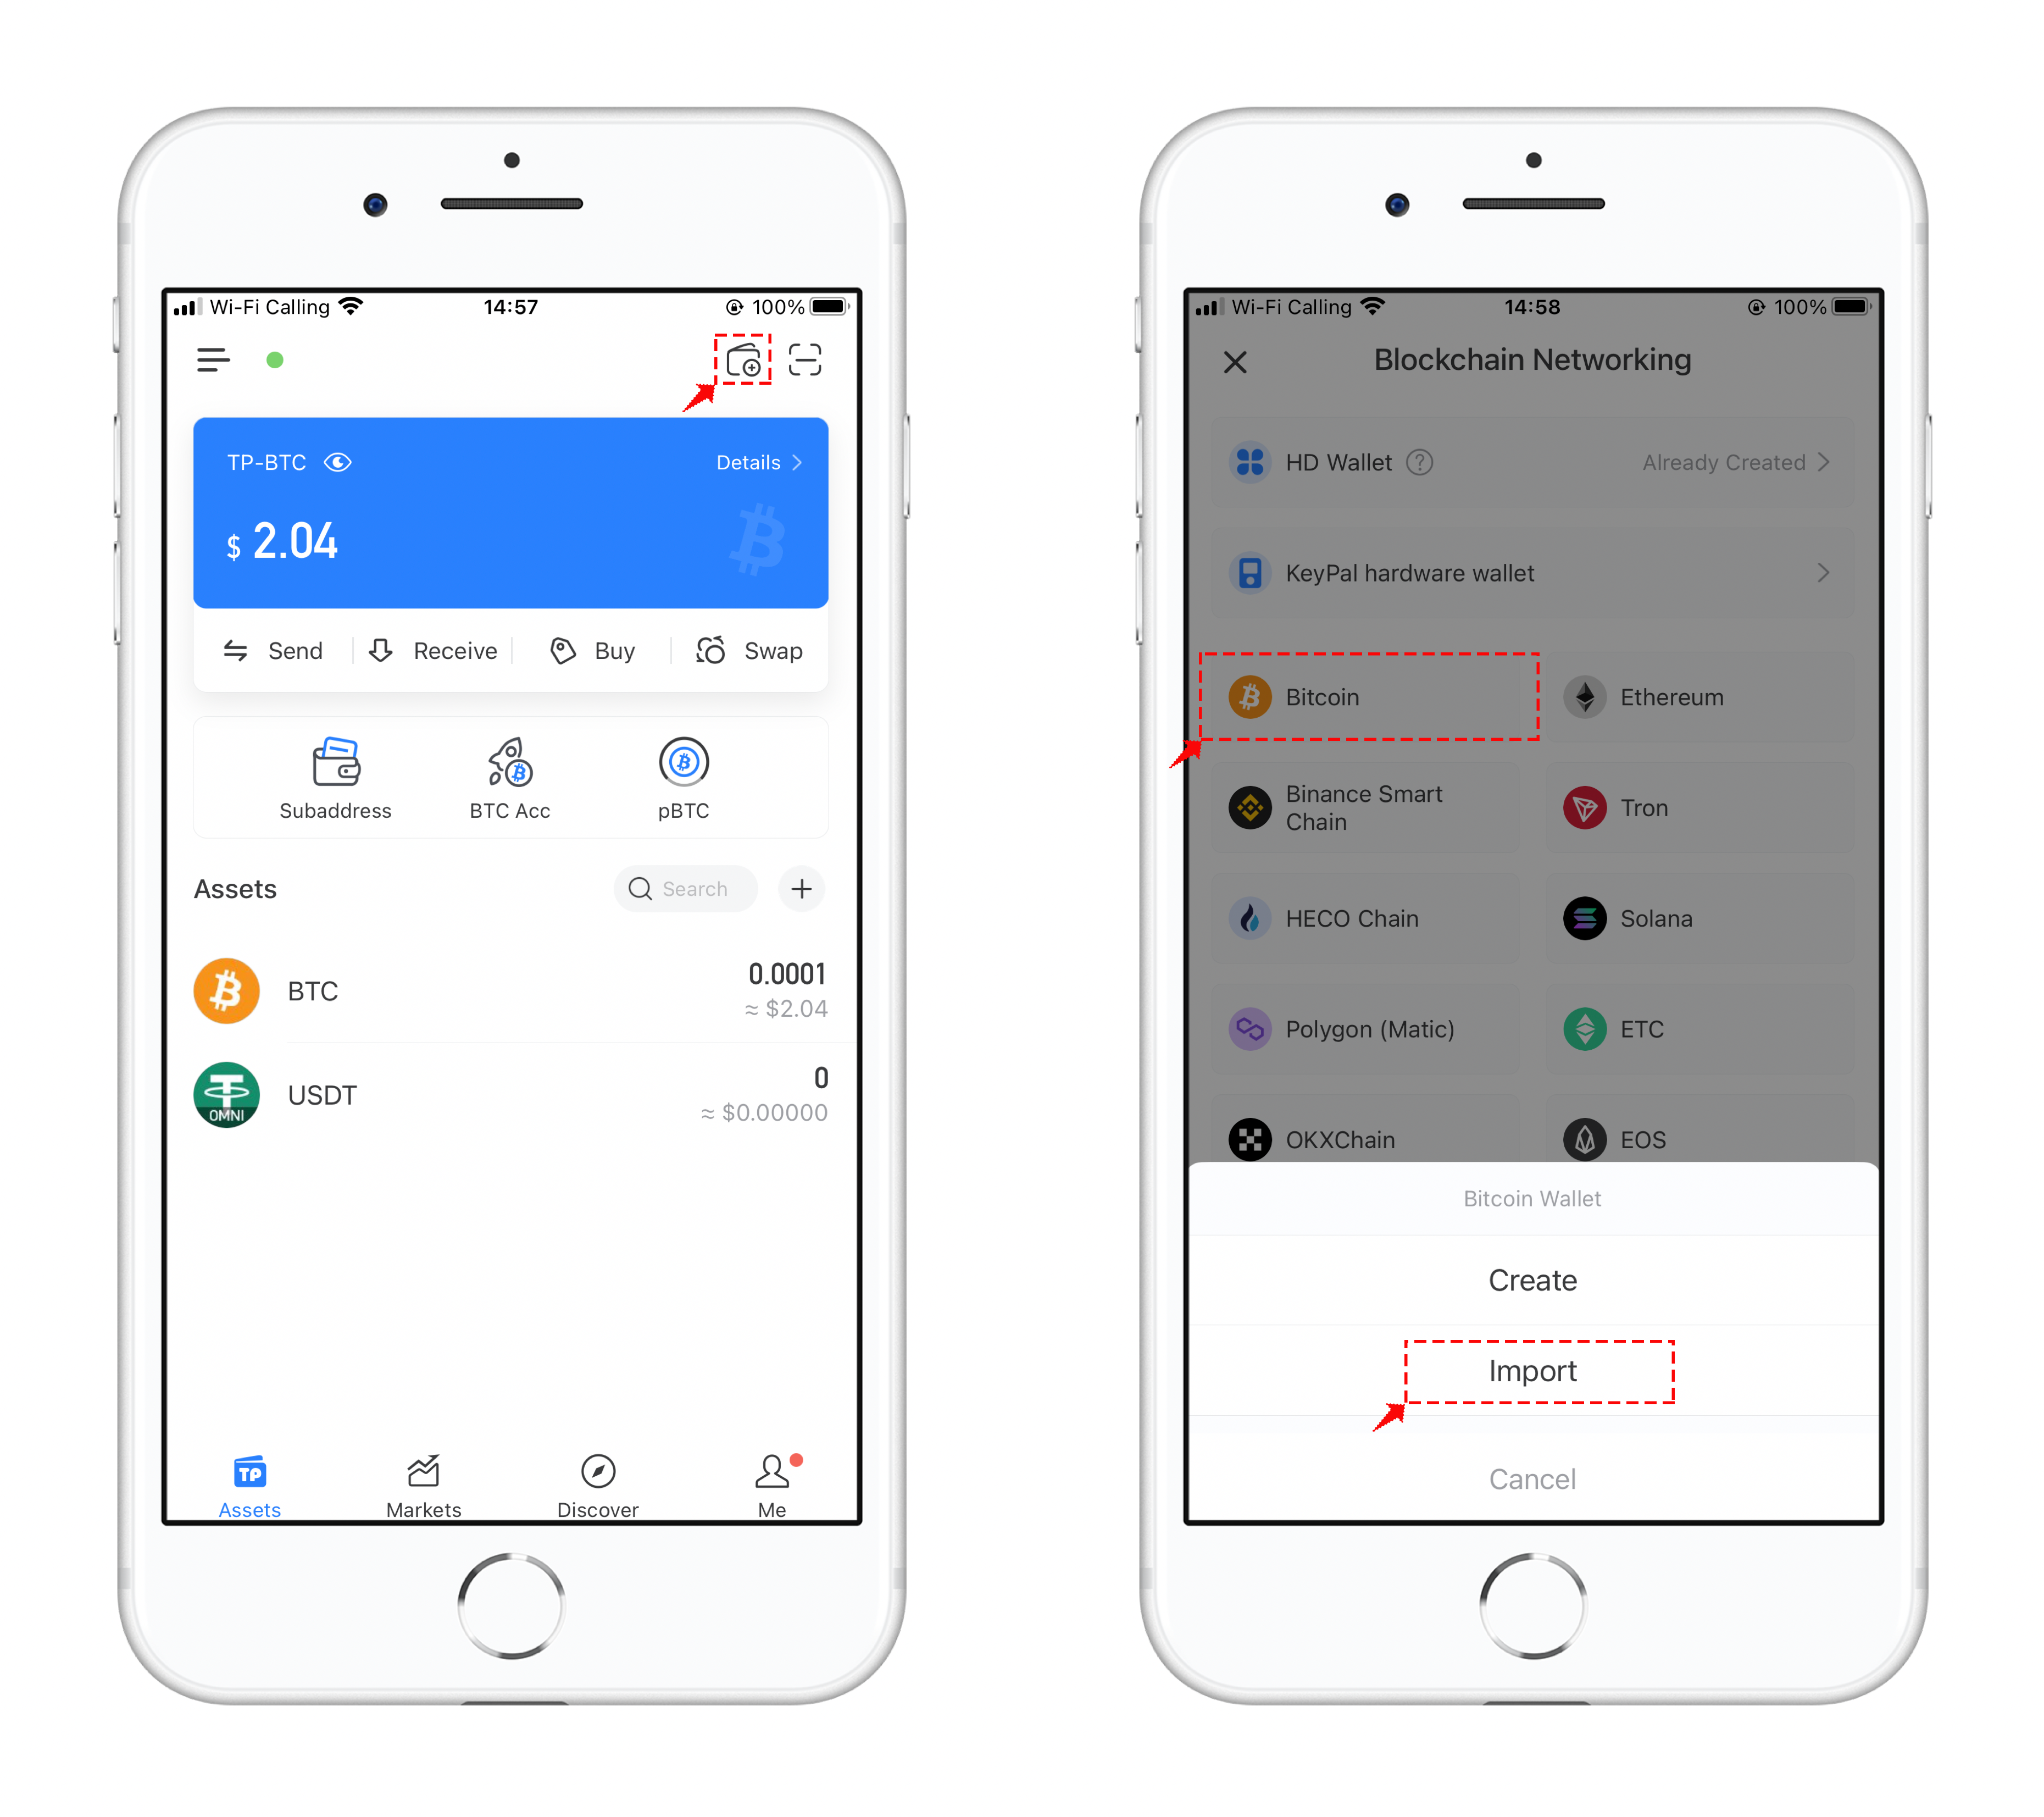 Wi-Fi Calling 14:57 100%
TP-BTC Details
$ 2.04
Send Receive Buy Swap
Subaddress BTC Acc pBTC
Assets Search
BTC 0.0001
≈ $2.04
OMNI USDT 0
≈ $0.00000
TP
Assets Markets Discover Me
Wi-Fi Calling 14:58 100%
Blockchain Networking
HD Wallet ? Already Created
KeyPal hardware wallet
Bitcoin Ethereum
Binance Smart
Chain
Tron
HECO Chain Solana
Polygon (Matic) ETC
OKXChain EOS
Bitcoin Wallet
Create
Import
Cancel